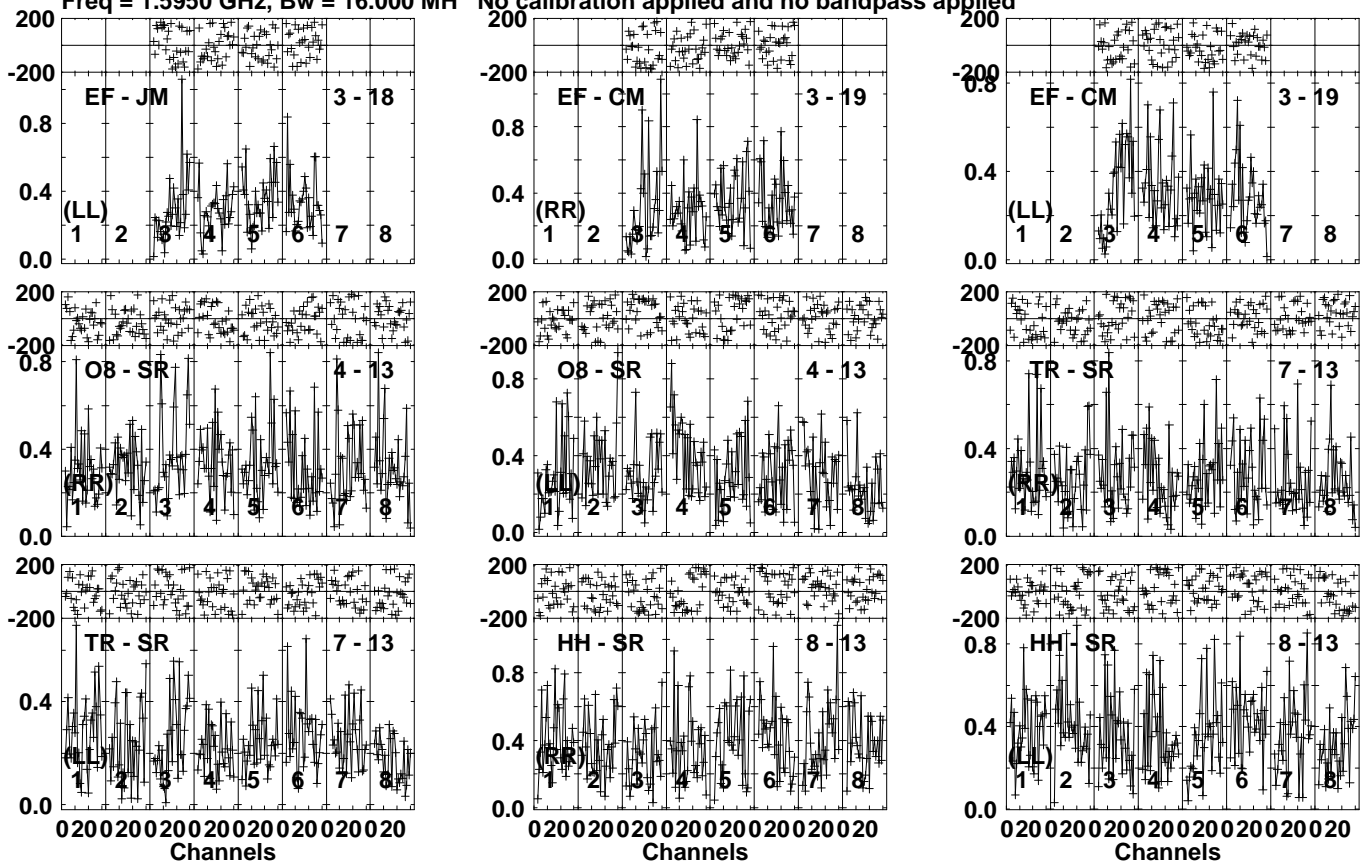 Freq = 1.5950 GHz, Bw = 16.000 MH No calibration applied and no bandpass applied
200 200 200
-200 -200 -200
EF - JM 3 - 18 EF - CM 3 - 19 EF - CM 3 - 19
0.8 0.8 0.8
0.4 0.4 0.4
(LL) (RR) (LL)
1 2 3 4 5 6 7 8 1 2 3 4 5 6 7 8 1 2 3 4 5 6 7 8
0.0 0.0 0.0
200 200 200
-200 -200 -200
O8 - SR 4 - 13 O8 - SR 4 - 13 TR - SR 7 - 13
0.8 0.8 0.8
0.4 0.4 0.4
(RR) (LL) (RR)
1 2 3 4 5 6 7 8 1 2 3 4 5 6 7 8 1 2 3 4 5 6 7 8
0.0 0.0 0.0
200 200 200
-200 -200 -200
TR - SR 7 - 13 HH - SR 8 - 13 HH - SR 8 - 13
0.8 0.8
0.4 0.4 0.4
(LL) (RR) (LL)
1 2 3 4 5 6 7 8 1 2 3 4 5 6 7 8 1 2 3 4 5 6 7 8
0.0 0.0 0.0
0 20 0 20 0 20 0 20 0 20 0 20 0 20 0 20 0 20 0 20 0 20 0 20 0 20 0 20 0 20 0 20 0 20 0 20 0 20 0 20 0 20 0 20 0 20 0 20
Channels Channels Channels